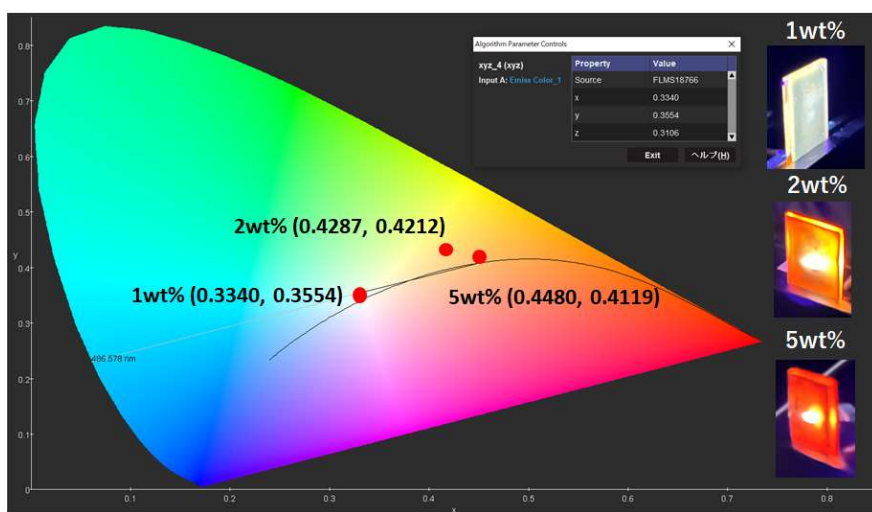 1wt%
Algorithm Parameter Controls
xyz_4 (xyz)
Input A: Emiss Color_1
Property Value
Source FLMS18766
x 0.3340
y 0.3554
z 0.3106
Exit ヘルプ(H)
2wt%
5wt%
2wt% (0.4287, 0.4212)
1wt% (0.3340, 0.3554)
5wt% (0.4480, 0.4119)
486.578 nm
y
0.8
0.7
0.6
0.5
0.4
0.3
0.2
0.1
0
0.1 0.2 0.3 0.4 0.5 0.6 0.7 0.8
x